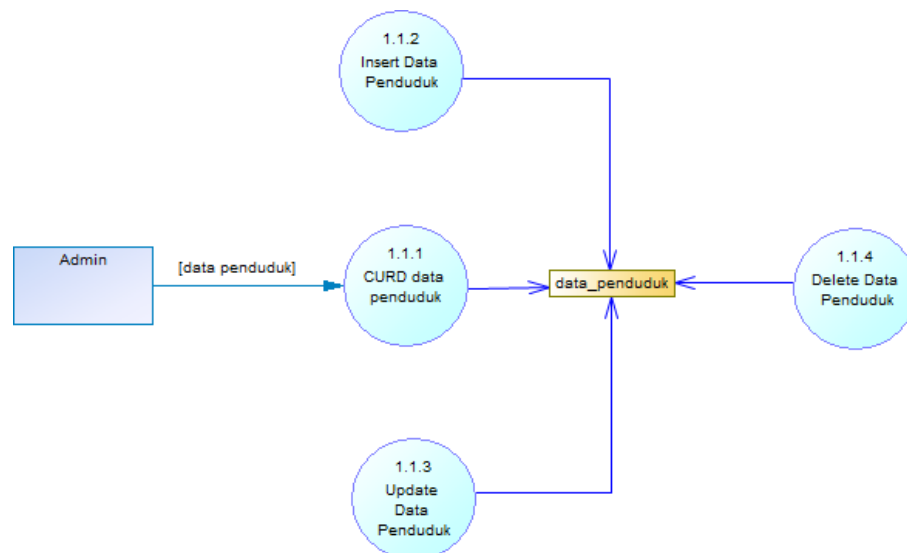 1.1.2
Insert Data
Penduduk
Admin
[data penduduk]
1.1.1
CURD data
penduduk
data_penduduk
1.1.4
Delete Data
Penduduk
1.1.3
Update
Data
Penduduk